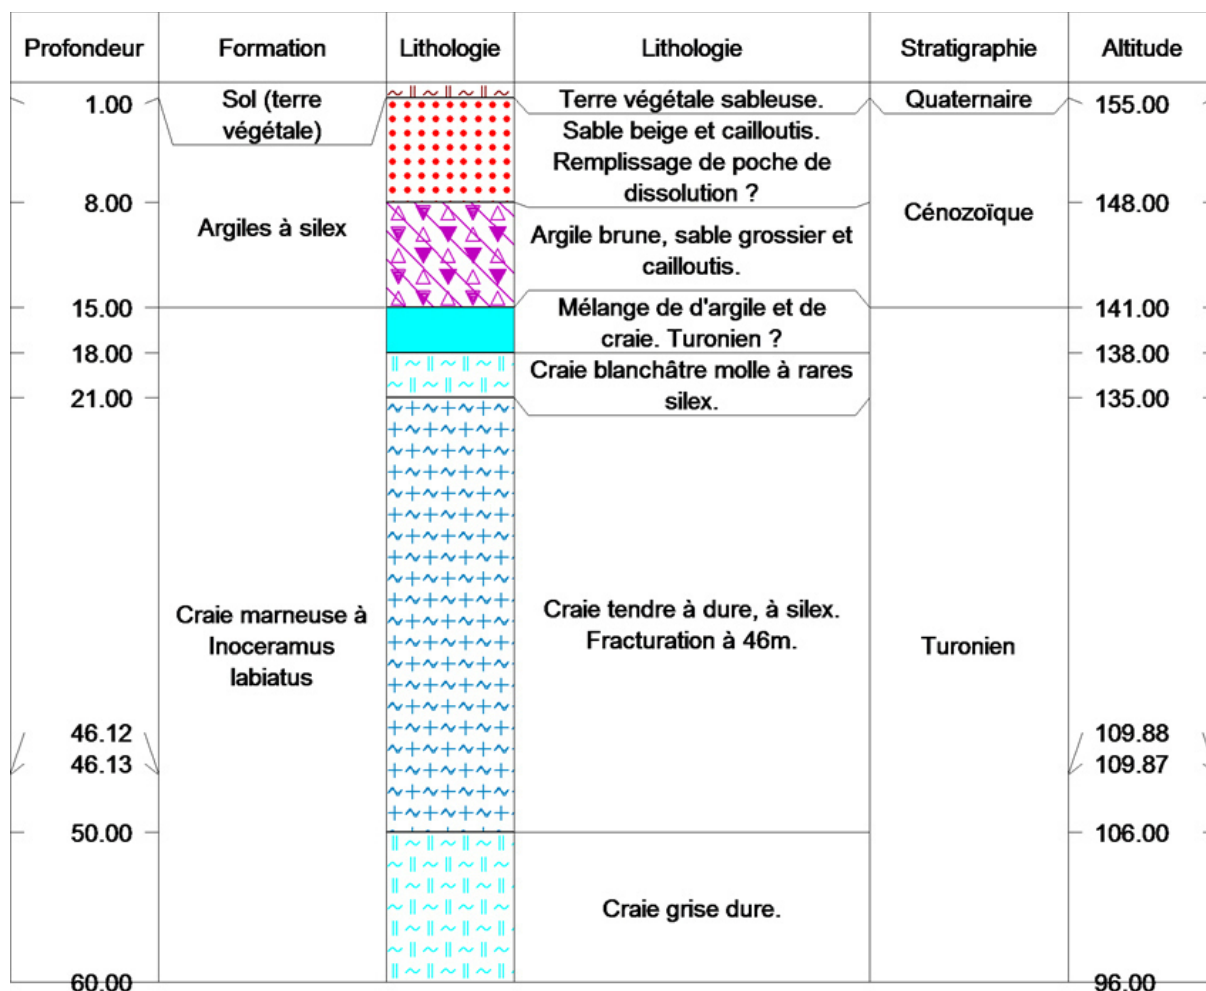 Profondeur Formation Lithologie Lithologie Stratigraphie Altitude
1.00 Sol (terre végétale) Terre végétale sableuse. Quaternaire 155.00
Sable beige et cailloutis.
Remplissage de poche de
dissolution ?
8.00 148.00
Argiles à silex
Cénozoïque
Argile brune, sable grossier et
cailloutis.
15.00 141.00
Mélange de d'argile et de
craie. Turonien ?
18.00 138.00
Craie blanchâtre molle à rares
silex.
21.00 135.00
Craie marneuse à
Inoceramus
labiatus
Craie tendre à dure, à silex.
Fracturation à 46m.
Turonien
46.12 109.88
46.13 109.87
50.00 106.00
Craie grise dure.
60.00 96.00